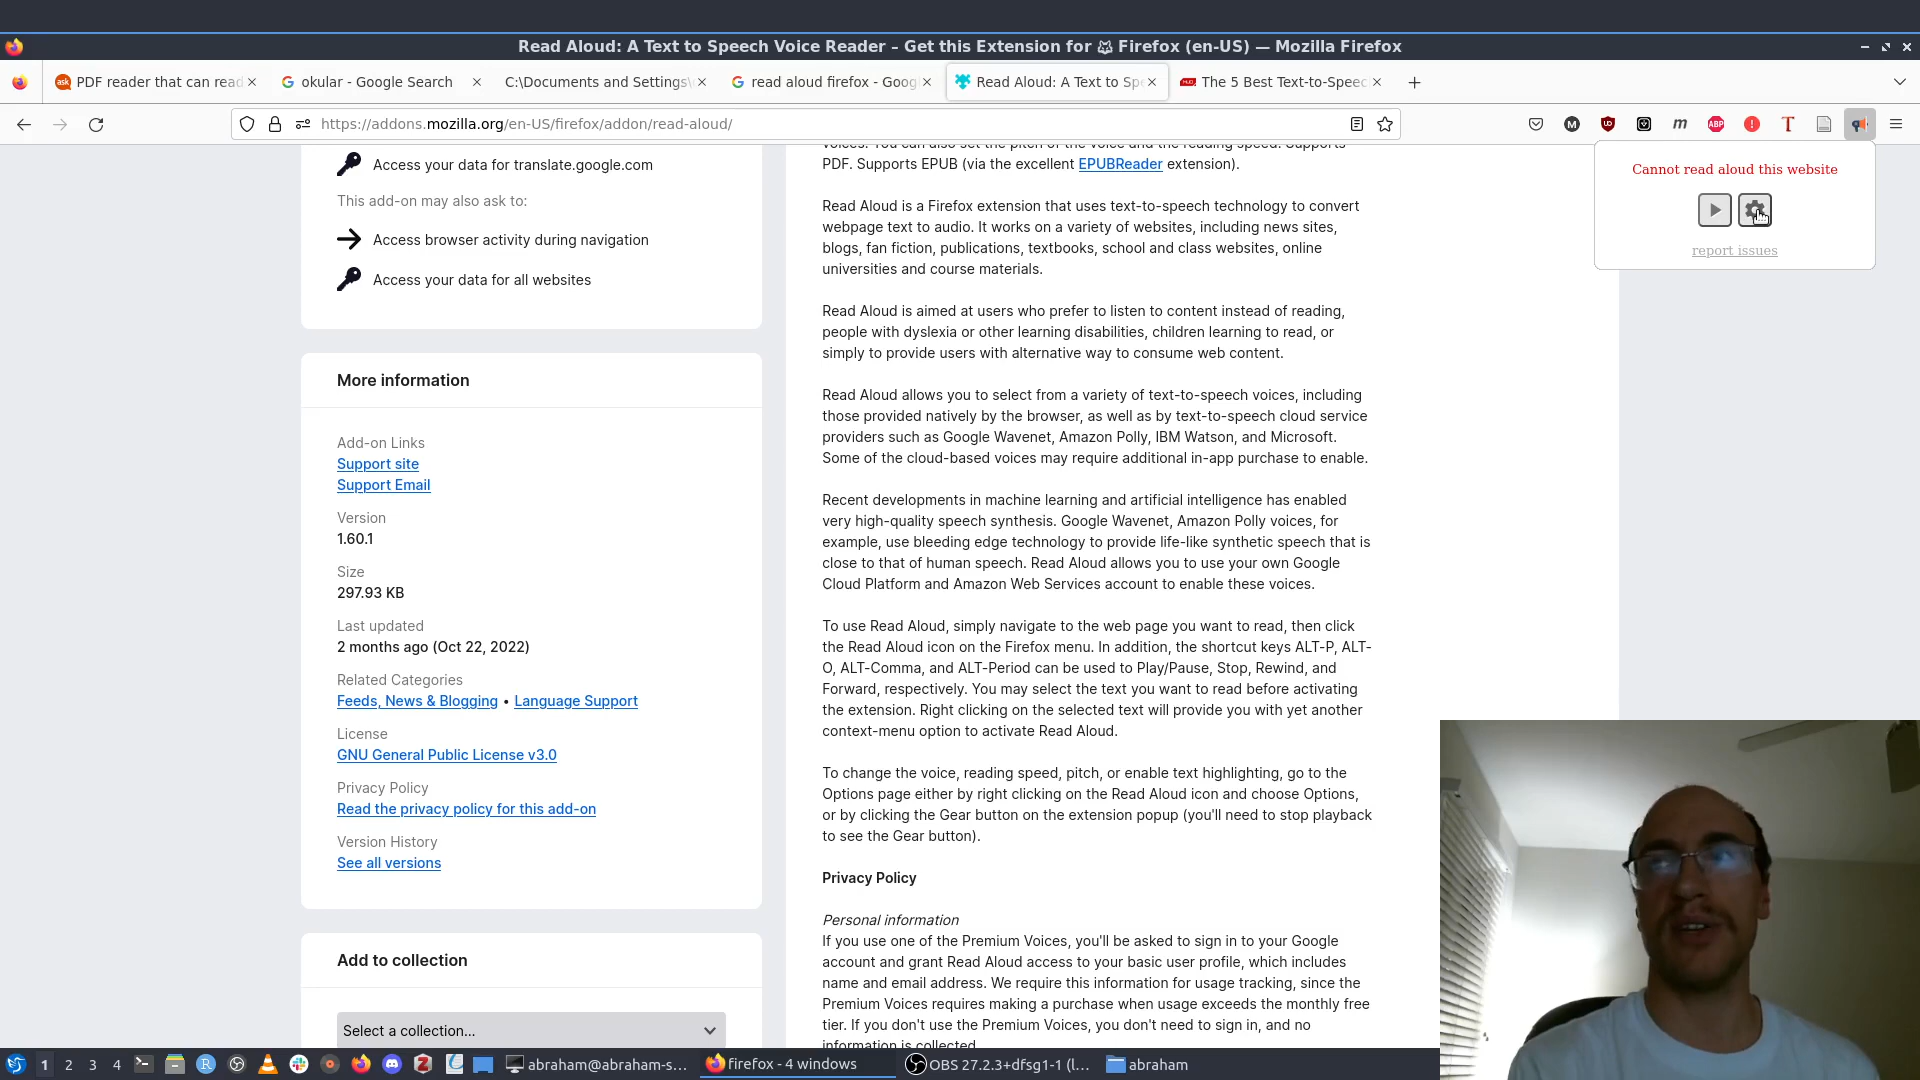 Read Aloud: A Text to Speech Voice Reader – Get this Extension for 🦊 Firefox (en-US) — Mozilla Firefox
PDF reader that can read
okular - Google Search
C:\Documents and Settings\
read aloud firefox - Goog
Read Aloud: A Text to Spe
The 5 Best Text-to-Speec
https://addons.mozilla.org/en-US/firefox/addon/read-aloud/
Access your data for translate.google.com
This add-on may also ask to:
Access browser activity during navigation
Access your data for all websites
More information
Add-on Links
Support site
Support Email
Version
1.60.1
Size
297.93 KB
Last updated
2 months ago (Oct 22, 2022)
Related Categories
Feeds, News & Blogging • Language Support
License
GNU General Public License v3.0
Privacy Policy
Read the privacy policy for this add-on
Version History
See all versions
Add to collection
Select a collection...
voices. You can also set the pitch of the voice and the reading speed. Supports
PDF. Supports EPUB (via the excellent EPUBReader extension).
Read Aloud is a Firefox extension that uses text-to-speech technology to convert
webpage text to audio. It works on a variety of websites, including news sites,
blogs, fan fiction, publications, textbooks, school and class websites, online
universities and course materials.
Read Aloud is aimed at users who prefer to listen to content instead of reading,
people with dyslexia or other learning disabilities, children learning to read, or
simply to provide users with alternative way to consume web content.
Read Aloud allows you to select from a variety of text-to-speech voices, including
those provided natively by the browser, as well as by text-to-speech cloud service
providers such as Google Wavenet, Amazon Polly, IBM Watson, and Microsoft.
Some of the cloud-based voices may require additional in-app purchase to enable.
Recent developments in machine learning and artificial intelligence has enabled
very high-quality speech synthesis. Google Wavenet, Amazon Polly voices, for
example, use bleeding edge technology to provide life-like synthetic speech that is
close to that of human speech. Read Aloud allows you to use your own Google
Cloud Platform and Amazon Web Services account to enable these voices.
To use Read Aloud, simply navigate to the web page you want to read, then click
the Read Aloud icon on the Firefox menu. In addition, the shortcut keys ALT-P, ALT-
O, ALT-Comma, and ALT-Period can be used to Play/Pause, Stop, Rewind, and
Forward, respectively. You may select the text you want to read before activating
the extension. Right clicking on the selected text will provide you with yet another
context-menu option to activate Read Aloud.
To change the voice, reading speed, pitch, or enable text highlighting, go to the
Options page either by right clicking on the Read Aloud icon and choose Options,
or by clicking the Gear button on the extension popup (you'll need to stop playback
to see the Gear button).
Privacy Policy
Personal information
If you use one of the Premium Voices, you'll be asked to sign in to your Google
account and grant Read Aloud access to your basic user profile, which includes
name and email address. We require this information for usage tracking, since the
Premium Voices requires making a purchase when usage exceeds the monthly free
tier. If you don't use the Premium Voices, you don't need to sign in, and no
information is collected.
Cannot read aloud this website
report issues
1 2 3 4
abraham@abraham-s...
firefox - 4 windows
OBS 27.2.3+dfsg1-1 (l...
abraham